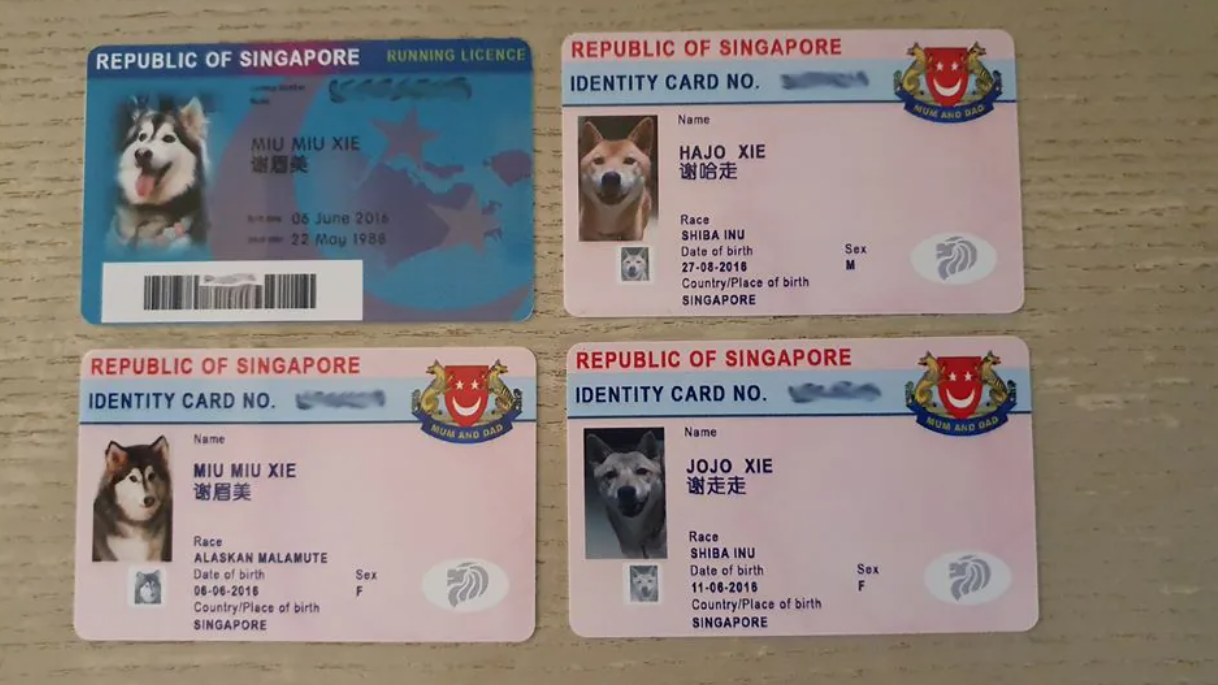 REPUBLIC OF SINGAPORE RUNNING LICENCE
Name
MIU MIU XIE
谢眉美
Birth date 06 June 2016
22 May 1988
REPUBLIC OF SINGAPORE
IDENTITY CARD NO.
MUM AND DAD
Name
HAJO XIE
谢哈走
Race
SHIBA INU
Date of birth Sex
27-08-2016 M
Country/Place of birth
SINGAPORE
REPUBLIC OF SINGAPORE
IDENTITY CARD NO.
MUM AND DAD
Name
MIU MIU XIE
谢眉美
Race
ALASKAN MALAMUTE
Date of birth Sex
06-06-2016 F
Country/Place of birth
SINGAPORE
REPUBLIC OF SINGAPORE
IDENTITY CARD NO.
MUM AND DAD
Name
JOJO XIE
谢走走
Race
SHIBA INU
Date of birth Sex
11-06-2016 F
Country/Place of birth
SINGAPORE